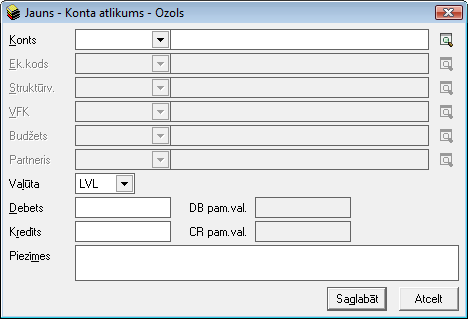 Jauns - Konta atlikums - Ozols
Konts
Ek.kods
Struktūrv.
VFK
Budžets
Partneris
Valūta LVL
Debets DB pam.val.
Kredīts CR pam.val.
Piezīmes
Saglabāt Atcelt